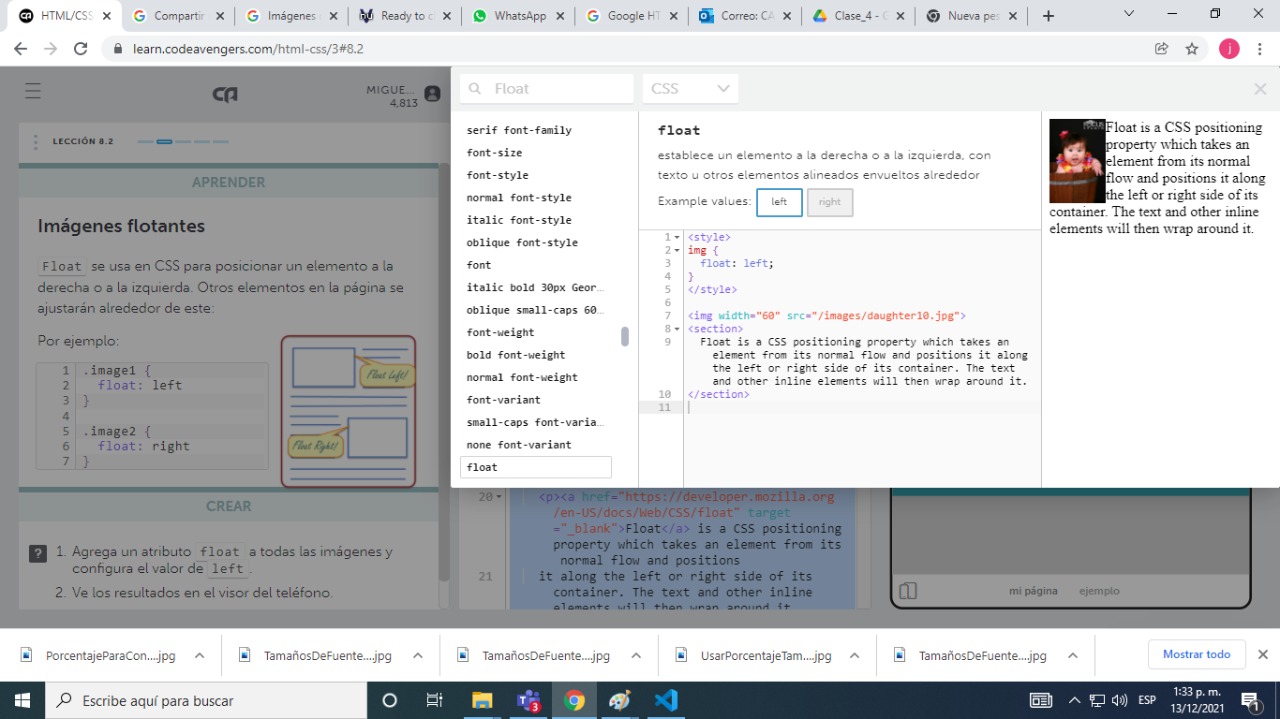 HTML/CSS
Compartir
Imágenes
Ready to c
WhatsApp
Google HT
Correo: CA
Clase_4 - G
Nueva pes
learn.codeavengers.com/html-css/3#8.2
j
MIGUE...
4,813
LECCIÓN 8.2
APRENDER
Imágenes flotantes
Float se usa en CSS para posicionar un elemento a la
derecha o a la izquierda. Otros elementos en la página se
ajustarán alrededor de este:
Por ejemplo:
1 .image1 {
2 float: left
3 }
4
5 .image2 {
6 float: right
7 }
Float Left!
Float Right!
CREAR
? 1. Agrega un atributo float a todas las imágenes y
configura el valor de left.
2. Ve los resultados en el visor del teléfono.
Float
CSS
serif font-family
font-size
font-style
normal font-style
italic font-style
oblique font-style
font
italic bold 30px Geor...
oblique small-caps 60...
font-weight
bold font-weight
normal font-weight
font-variant
small-caps font-varia...
none font-variant
float
float
establece un elemento a la derecha o a la izquierda, con
texto u otros elementos alineados envueltos alrededor
Example values: left right
1 <style>
2 img {
3 float: left;
4 }
5 </style>
6
7 <img width="60" src="/images/daughter10.jpg">
8 <section>
9 Float is a CSS positioning property which takes an
element from its normal flow and positions it along
the left or right side of its container. The text
and other inline elements will then wrap around it.
10 </section>
11
Float is a CSS positioning
property which takes an
element from its normal
flow and positions it along
the left or right side of its
container. The text and other inline
elements will then wrap around it.
20 <p><a href="https://developer.mozilla.org
/en-US/docs/Web/CSS/float" target
="_blank">Float</a> is a CSS positioning
property which takes an element from its
normal flow and positions
21 it along the left or right side of its
container. The text and other inline
elements will then wrap around it.
mi página
ejemplo
PorcentajeParaCon....jpg
TamañosDeFuente....jpg
TamañosDeFuente....jpg
UsarPorcentajeTam....jpg
TamañosDeFuente....jpg
Mostrar todo
Escribe aquí para buscar
3
ESP
1:33 p. m.
13/12/2021
1